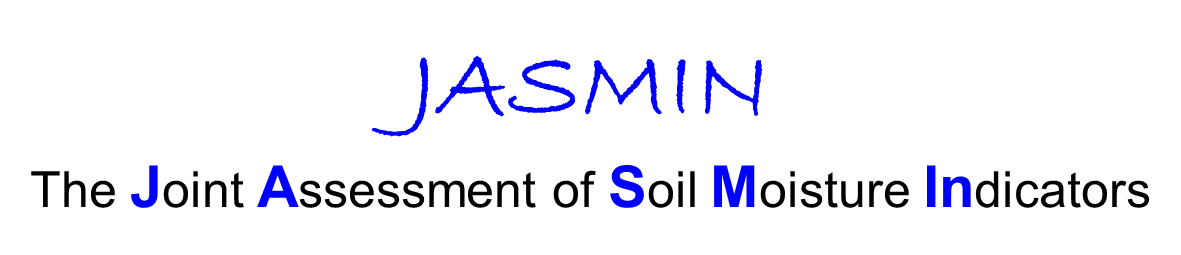 JASMIN
The Joint Assessment of Soil Moisture Indicators